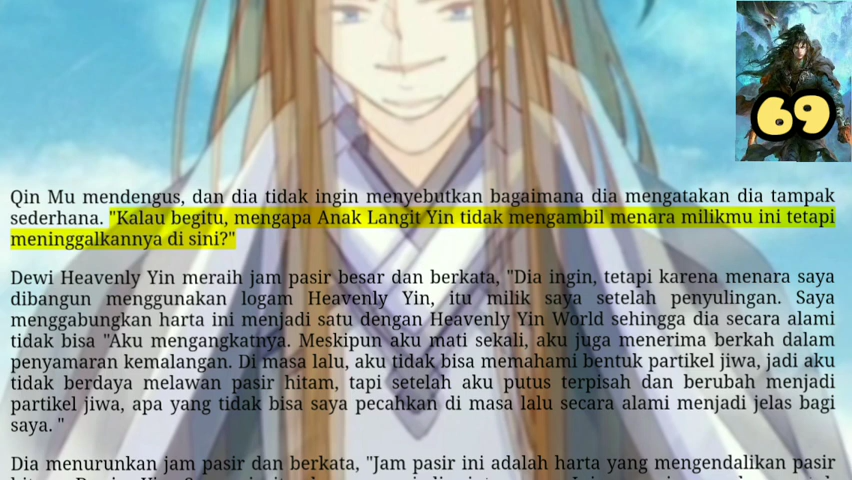 69
Qin Mu mendengus, dan dia tidak ingin menyebutkan bagaimana dia mengatakan dia tampak
sederhana. "Kalau begitu, mengapa Anak Langit Yin tidak mengambil menara milikmu ini tetapi
meninggalkannya di sini?"
Dewi Heavenly Yin meraih jam pasir besar dan berkata, "Dia ingin, tetapi karena menara saya
dibangun menggunakan logam Heavenly Yin, itu milik saya setelah penyulingan. Saya
menggabungkan harta ini menjadi satu dengan Heavenly Yin World sehingga dia secara alami
tidak bisa "Aku mengangkatnya. Meskipun aku mati sekali, aku juga menerima berkah dalam
penyamaran kemalangan. Di masa lalu, aku tidak bisa memahami bentuk partikel jiwa, jadi aku
tidak berdaya melawan pasir hitam, tapi setelah aku putus terpisah dan berubah menjadi
partikel jiwa, apa yang tidak bisa saya pecahkan di masa lalu secara alami menjadi jelas bagi
saya. "
Dia menurunkan jam pasir dan berkata, "Jam pasir ini adalah harta yang mengendalikan pasir